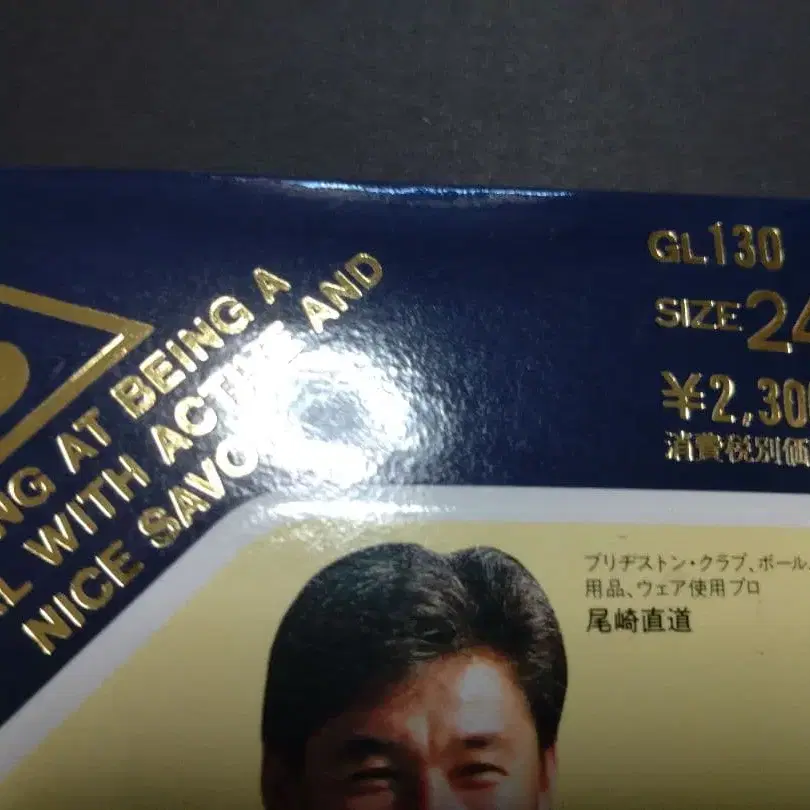 NG AT BEING A
L WITH ACTIVE AND
NICE SAVO
GL130
SIZE 24
¥2,300
消費税別価
ブリヂストン・クラブ、ボール、
用品、ウェア使用プロ
尾崎直道